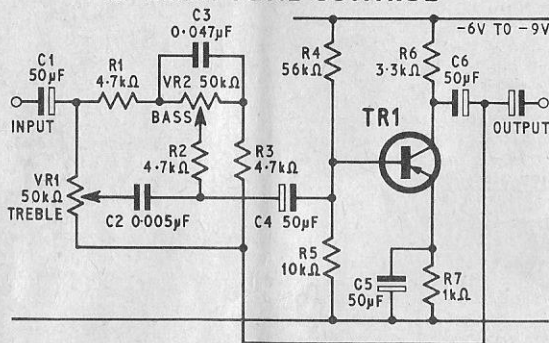 C3
0·047µF
R4
56kΩ
R6
3·3kΩ
-6V TO -9V
C6
50µF
C1
50µF
R1
4·7kΩ
VR2 50kΩ
BASS
TR1
INPUT
OUTPUT
R2
4·7kΩ
R3
4·7kΩ
VR1
50kΩ
TREBLE
C2 0·005µF
C4
50µF
R5
10kΩ
C5
50µF
R7
1kΩ